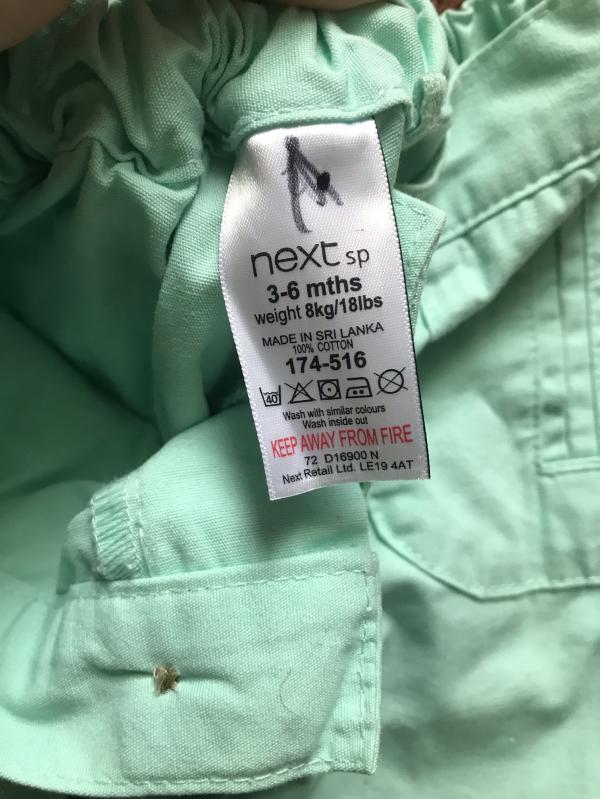 next sp
3-6 mths
weight 8kg/18lbs
MADE IN SRI LANKA
100% COTTON
174-516
40
Wash with similar colours
Wash inside out
KEEP AWAY FROM FIRE
72 D16900 N
Next Retail Ltd. LE19 4AT